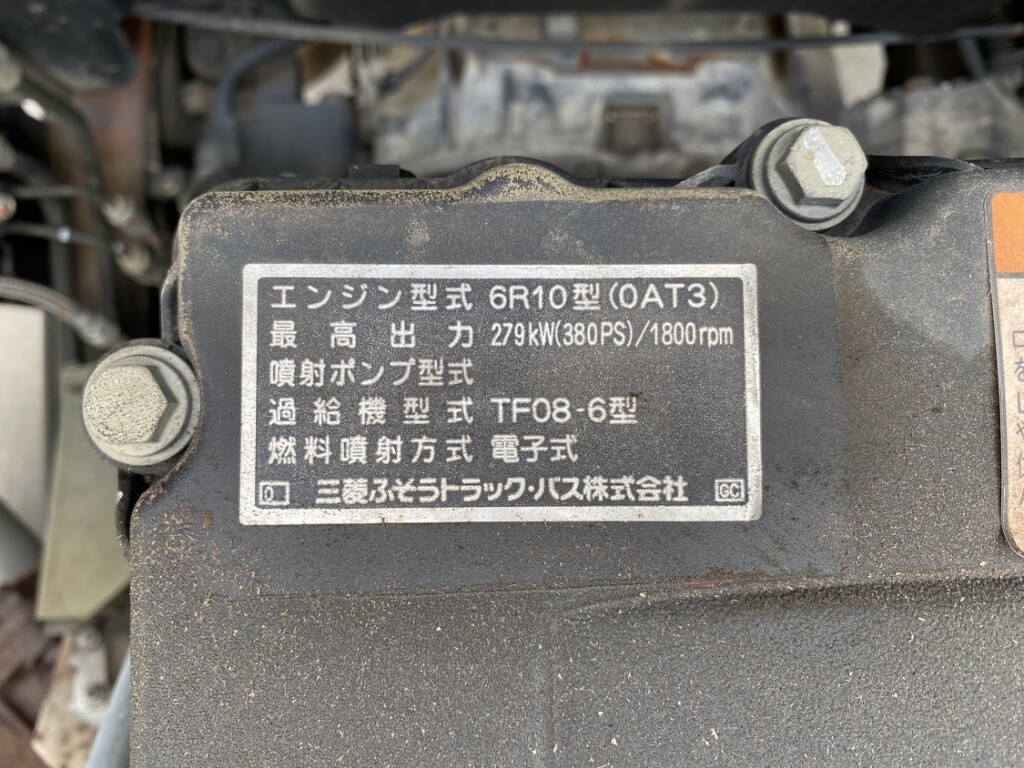 エンジン型式 6R10型(0AT3)
最高出力 279kW(380PS)/1800rpm
噴射ポンプ型式
過給機型式 TF08-6型
燃料噴射方式 電子式
0 三菱ふそうトラック・バス株式会社 GC